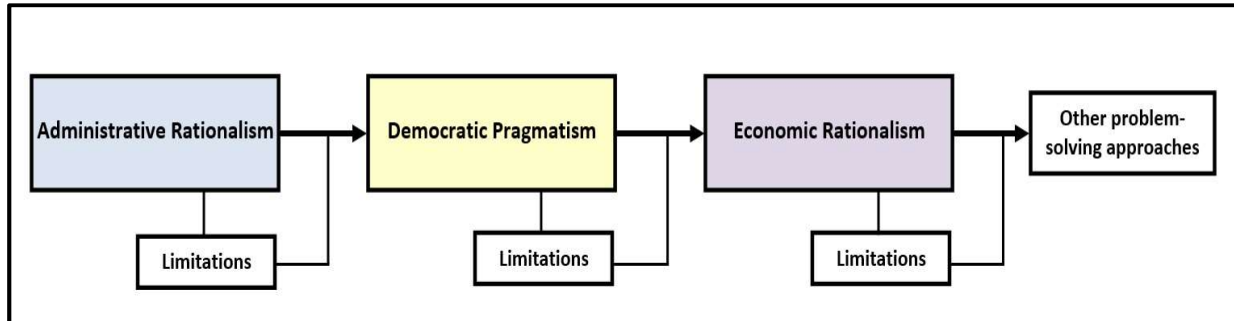 Administrative Rationalism
Democratic Pragmatism
Economic Rationalism
Other problem-
solving approaches
Limitations
Limitations
Limitations